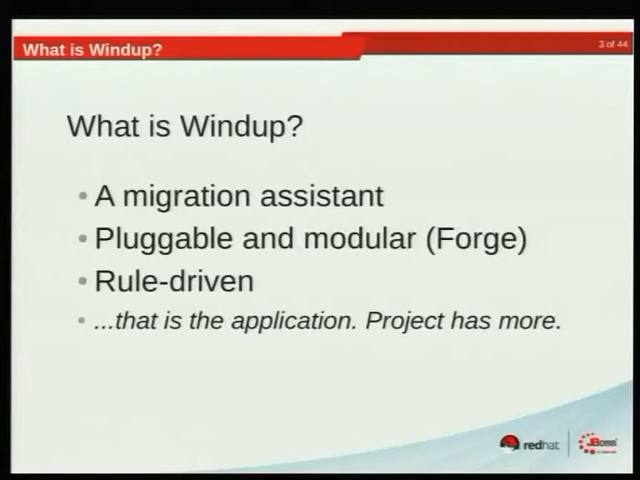 What is Windup?
3 of 44
What is Windup?
• A migration assistant
• Pluggable and modular (Forge)
• Rule-driven
• ...that is the application. Project has more.
redhat.
JBoss